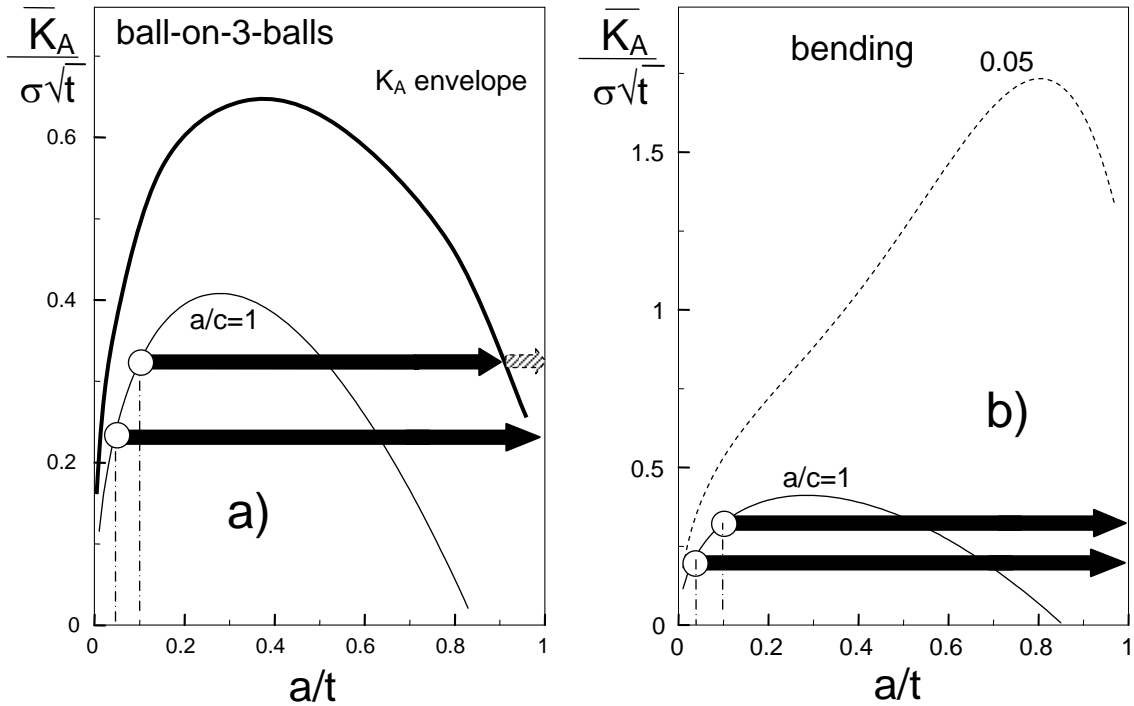 K̅A
σ√t
ball-on-3-balls
KA envelope
0.6
0.4
a/c=1
0.2
a)
0
0
0.2
0.4
0.6
0.8
1
a/t
K̅A
σ√t
bending
0.05
1.5
1
b)
0.5
a/c=1
0
0
0.2
0.4
0.6
0.8
1
a/t